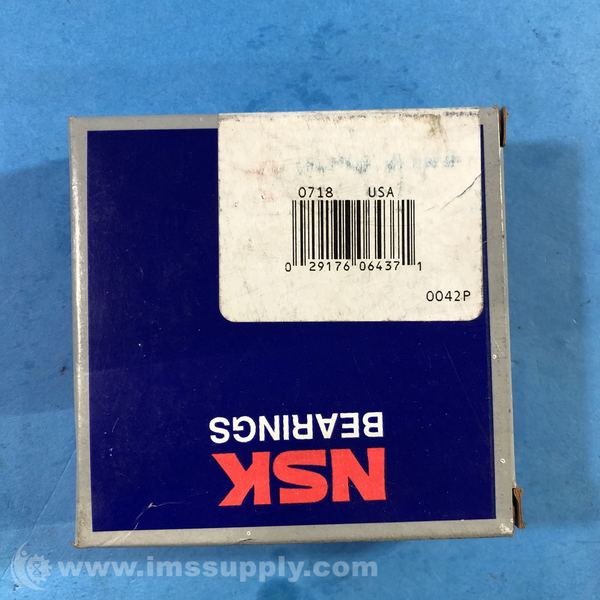 0718 USA
0 29176 06437 1
0042P
NSK
BEARINGS
www.imssupply.com